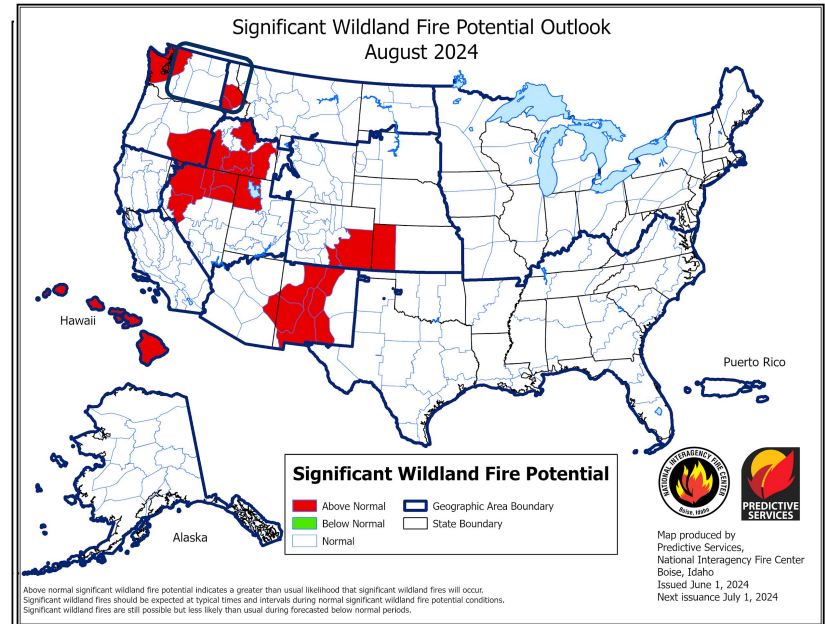 Significant Wildland Fire Potential Outlook
August 2024
Hawaii
Puerto Rico
Alaska
Significant Wildland Fire Potential
Above Normal
Geographic Area Boundary
Below Normal
State Boundary
Normal
NATIONAL INTERAGENCY FIRE CENTER
Boise, Idaho
PREDICTIVE
SERVICES
Map produced by
Predictive Services,
National Interagency Fire Center
Boise, Idaho
Issued June 1, 2024
Next issuance July 1, 2024
Above normal significant wildland fire potential indicates a greater than usual likelihood that significant wildland fires will occur.
Significant wildland fires should be expected at typical times and intervals during normal significant wildland fire potential conditions.
Significant wildland fires are still possible but less likely than usual during forecasted below normal periods.